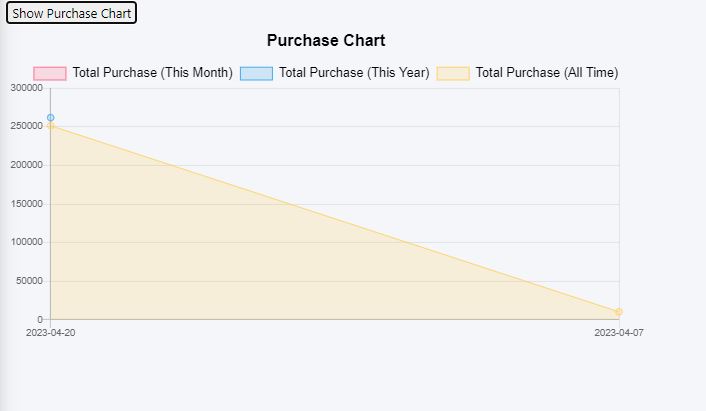 Show Purchase Chart
Purchase Chart
Total Purchase (This Month) Total Purchase (This Year) Total Purchase (All Time)
300000
250000
200000
150000
100000
50000
0
2023-04-20 2023-04-07